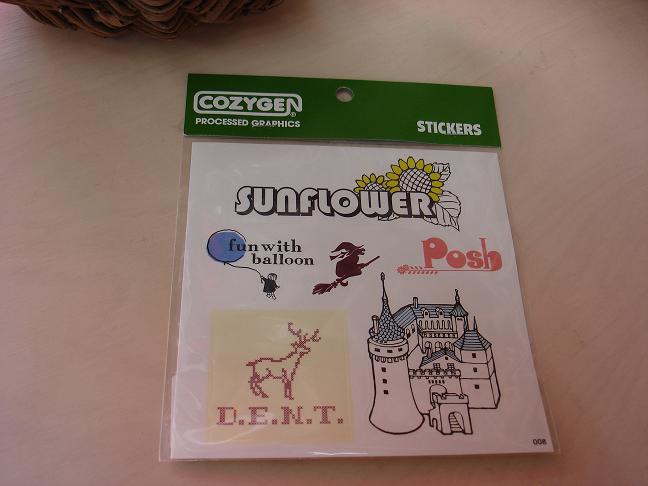 COZYGEN®
PROCESSED GRAPHICS
STICKERS
SUNFLOWER
fun with
balloon
Posh
D.E.N.T.
008